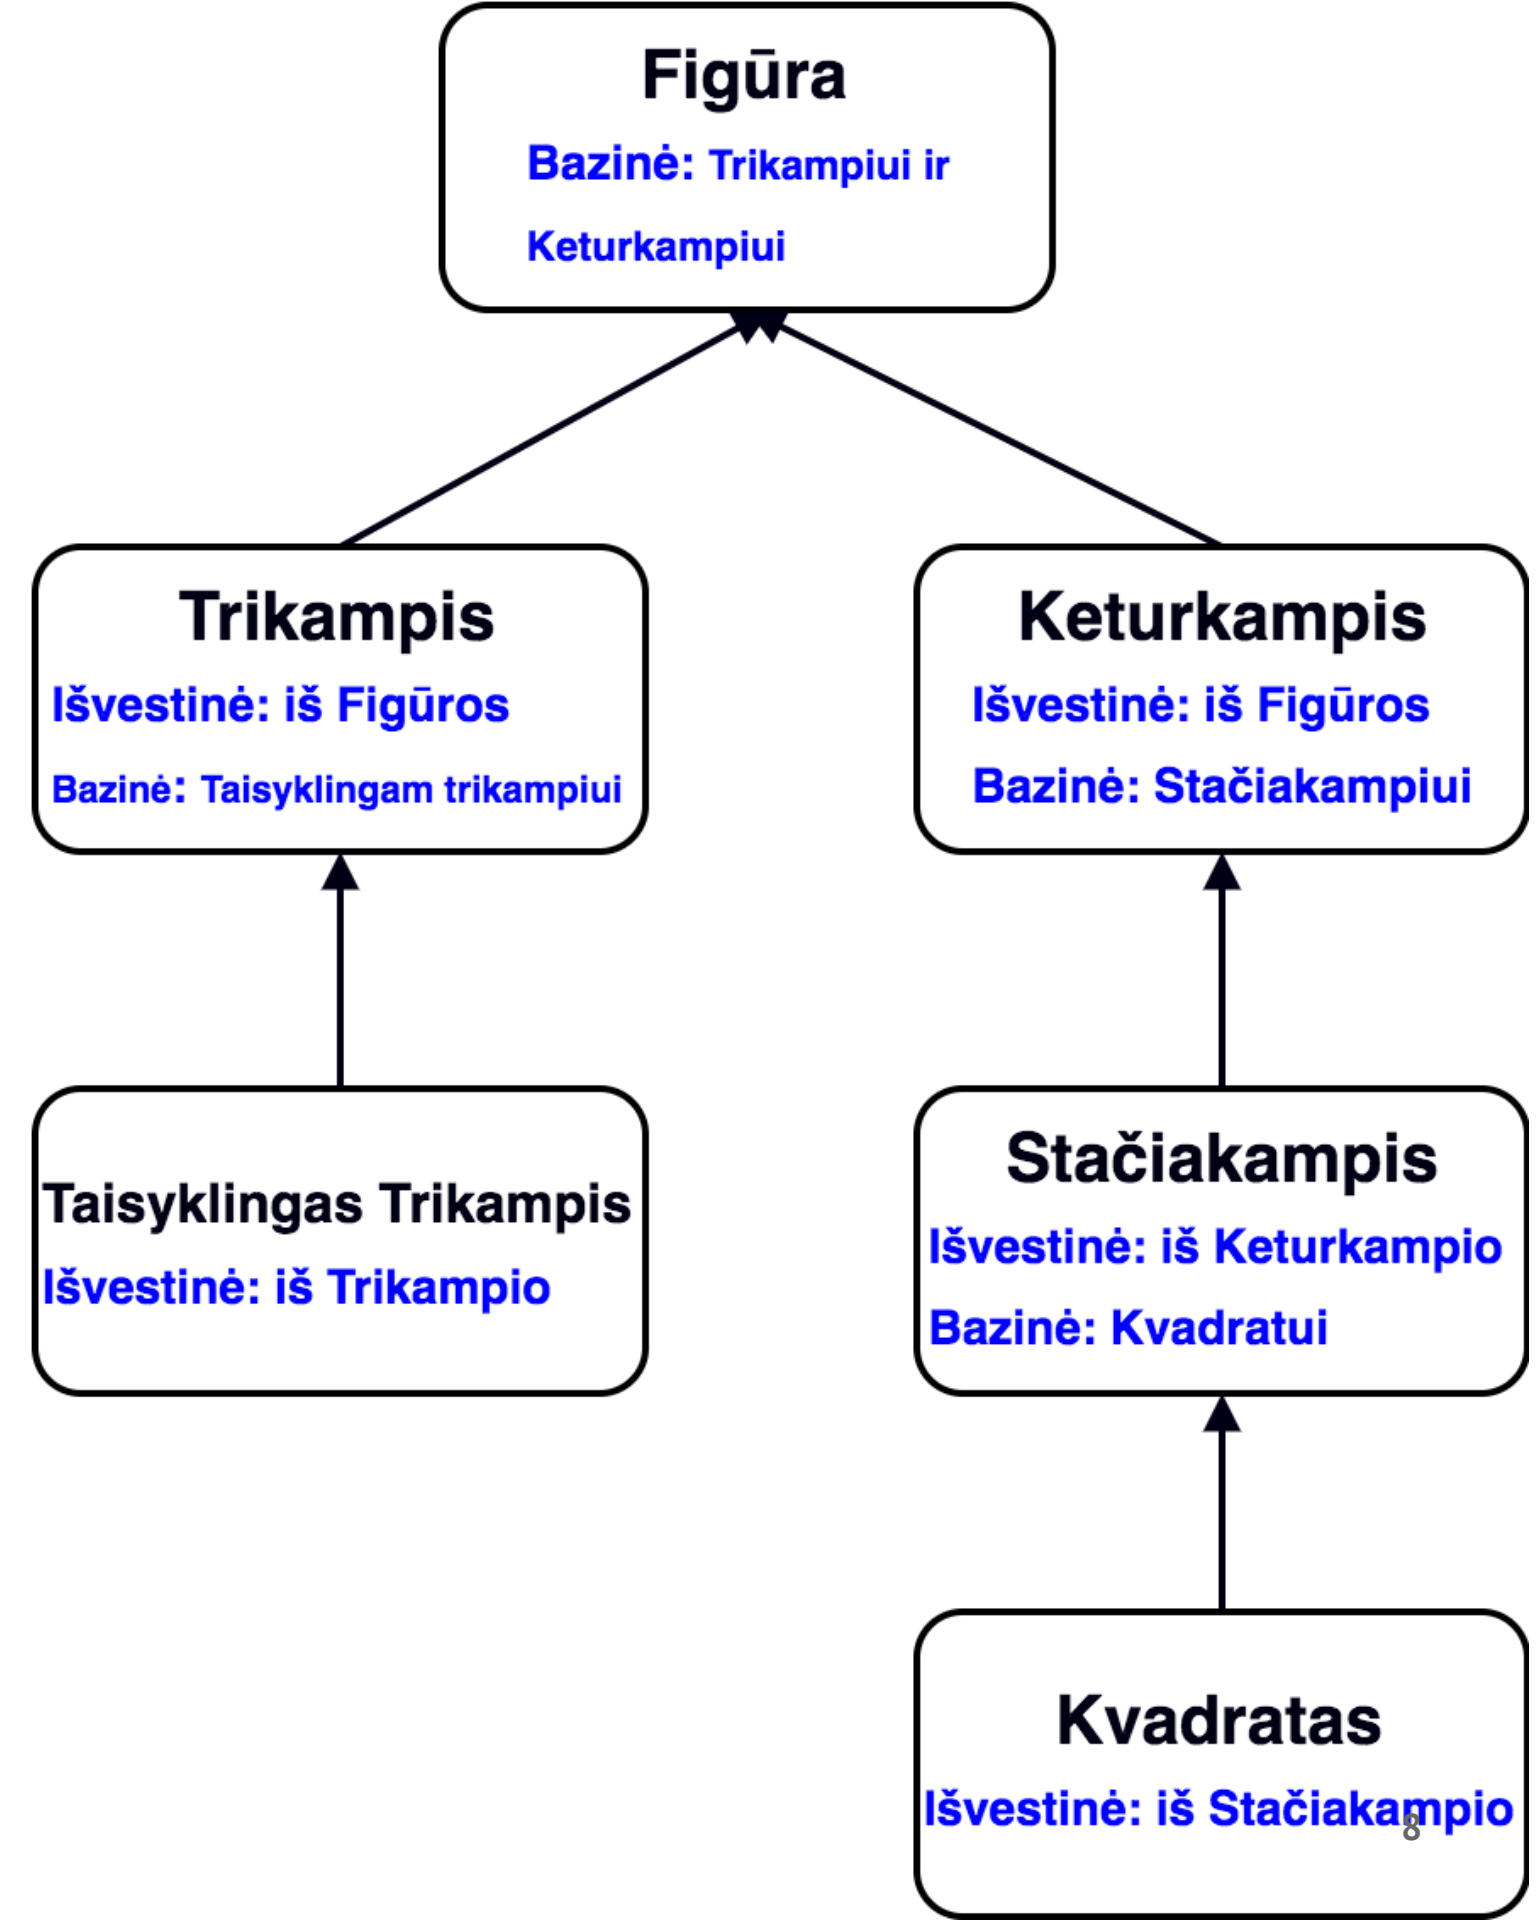 Figūra
Bazinė: Trikampiui ir
Keturkampiui
Trikampis
Išvestinė: iš Figūros
Bazinė: Taisyklingam trikampiui
Keturkampis
Išvestinė: iš Figūros
Bazinė: Stačiakampiui
Taisyklingas Trikampis
Išvestinė: iš Trikampio
Stačiakampis
Išvestinė: iš Keturkampio
Bazinė: Kvadratui
Kvadratas
Išvestinė: iš Stačiakampio
8